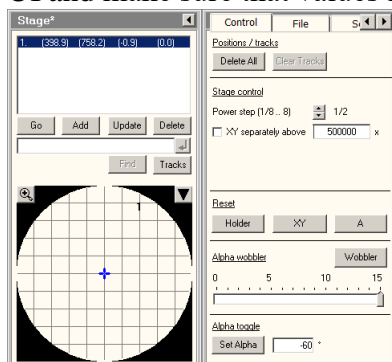 Stage*
1. (398.9) (758.2) (-0.9) (0.0)
Go Add Update Delete
Find Tracks
1
Control File
Positions / tracks
Delete All Clear Tracks
Stage control
Power step (1/8 ... 8) 1/2
XY separately above 500000 x
Reset
Holder XY A
Alpha wobbler Wobbler
0 5 10 15
Alpha toggle
Set Alpha -60 °